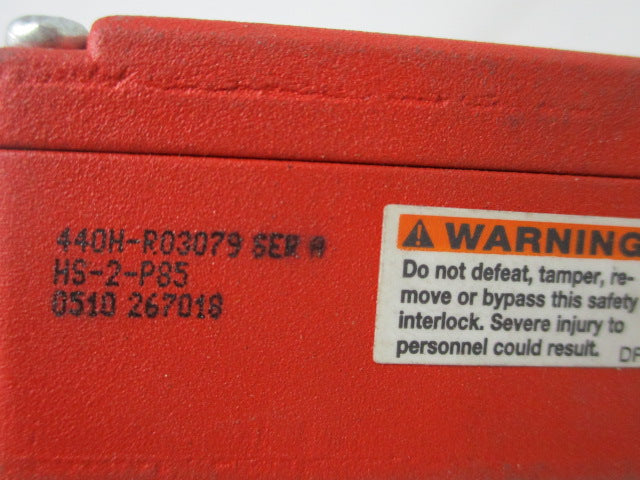 440H-R03079 SER A
HS-2-P85
0510 267018
WARNING
Do not defeat, tamper, re-
move or bypass this safety
interlock. Severe injury to
personnel could result.